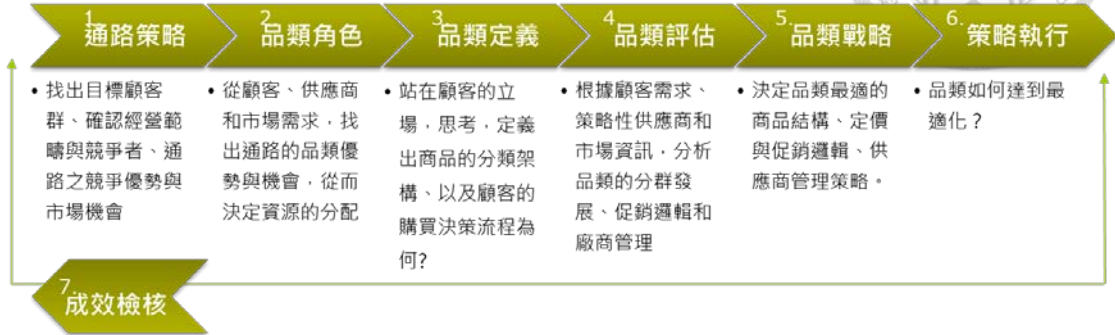 1.
通路策略
2.
品類角色
3.
品類定義
4.
品類評估
5.
品類戰略
6.
策略執行
• 找出目標顧客
群、確認經營範
疇與競爭者、通
路之競爭優勢與
市場機會
• 從顧客、供應商
和市場需求，找
出通路的品類優
勢與機會，從而
決定資源的分配
• 站在顧客的立
場，思考，定義
出商品的分類架
構、以及顧客的
購買決策流程為
何?
• 根據顧客需求、
策略性供應商和
市場資訊，分析
品類的分群發
展、促銷邏輯和
廠商管理
• 決定品類最適的
商品結構、定價
與促銷邏輯、供
應商管理策略。
• 品類如何達到最
適化？
7.
成效檢核